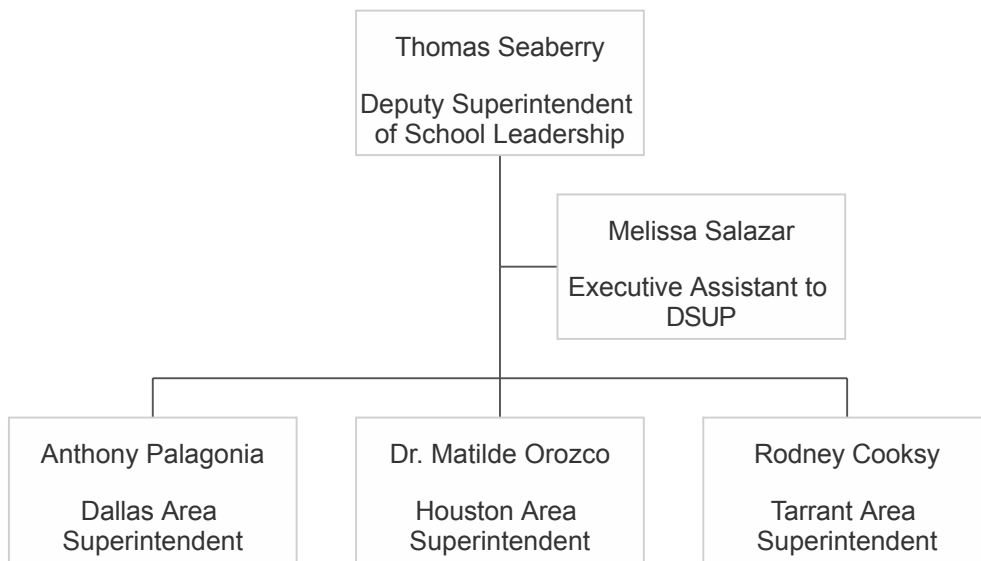 Thomas Seaberry
Deputy Superintendent
of School Leadership
Melissa Salazar
Executive Assistant to
DSUP
Anthony Palagonia
Dallas Area
Superintendent
Dr. Matilde Orozco
Houston Area
Superintendent
Rodney Cooksy
Tarrant Area
Superintendent